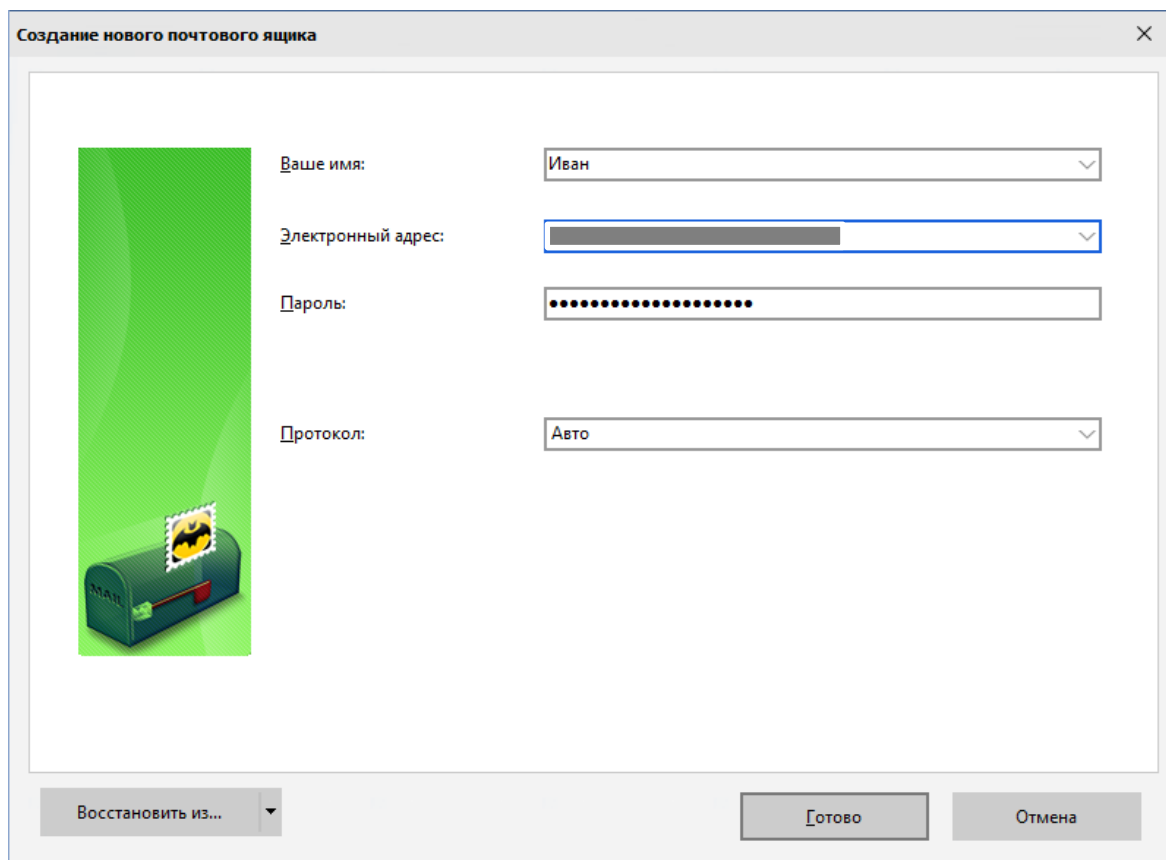 Создание нового почтового ящика
Ваше имя: Иван
Электронный адрес:
Пароль: ••••••••••••••••••••
Протокол: Авто
MAIL
Восстановить из... Готово Отмена